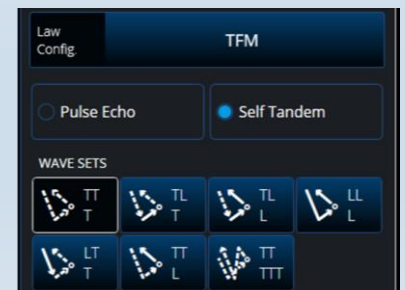 Law
Config.
TFM
Pulse Echo
Self Tandem
WAVE SETS
TT
T
TL
T
TL
L
LL
L
LT
T
TT
L
TT
TTT